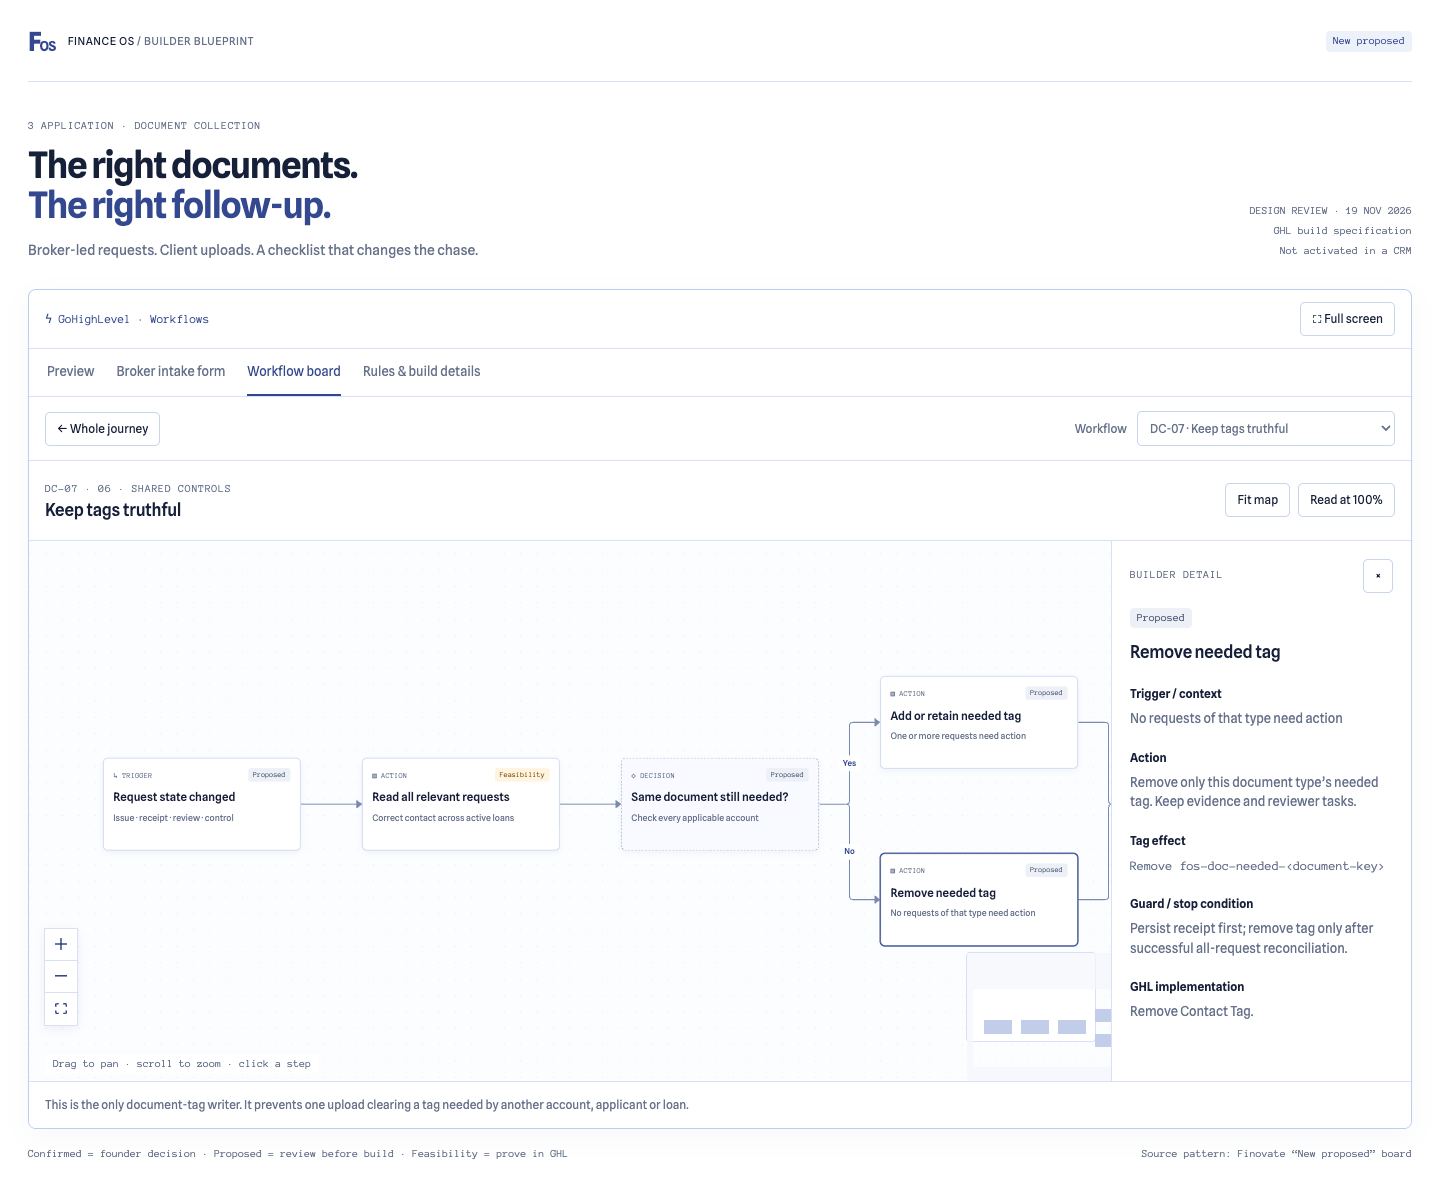 Fos FINANCE OS / BUILDER BLUEPRINT
New proposed
3 APPLICATION · DOCUMENT COLLECTION
The right documents.
The right follow-up.
Broker-led requests. Client uploads. A checklist that changes the chase.
DESIGN REVIEW · 19 NOV 2026
GHL build specification
Not activated in a CRM
GoHighLevel · Workflows
Full screen
Preview
Broker intake form
Workflow board
Rules & build details
← Whole journey
Workflow
DC-07 · Keep tags truthful
DC-07 · 06 · SHARED CONTROLS
Keep tags truthful
Fit map
Read at 100%
TRIGGER
Proposed
Request state changed
Issue · receipt · review · control
ACTION
Feasibility
Read all relevant requests
Correct contact across active loans
DECISION
Proposed
Same document still needed?
Check every applicable account
Yes
No
ACTION
Proposed
Add or retain needed tag
One or more requests need action
ACTION
Proposed
Remove needed tag
No requests of that type need action
Drag to pan · scroll to zoom · click a step
BUILDER DETAIL
×
Proposed
Remove needed tag
Trigger / context
No requests of that type need action
Action
Remove only this document type's needed
tag. Keep evidence and reviewer tasks.
Tag effect
Remove fos-doc-needed-<document-key>
Guard / stop condition
Persist receipt first; remove tag only after
successful all-request reconciliation.
GHL implementation
Remove Contact Tag.
This is the only document-tag writer. It prevents one upload clearing a tag needed by another account, applicant or loan.
Confirmed = founder decision · Proposed = review before build · Feasibility = prove in GHL
Source pattern: Finovate “New proposed” board